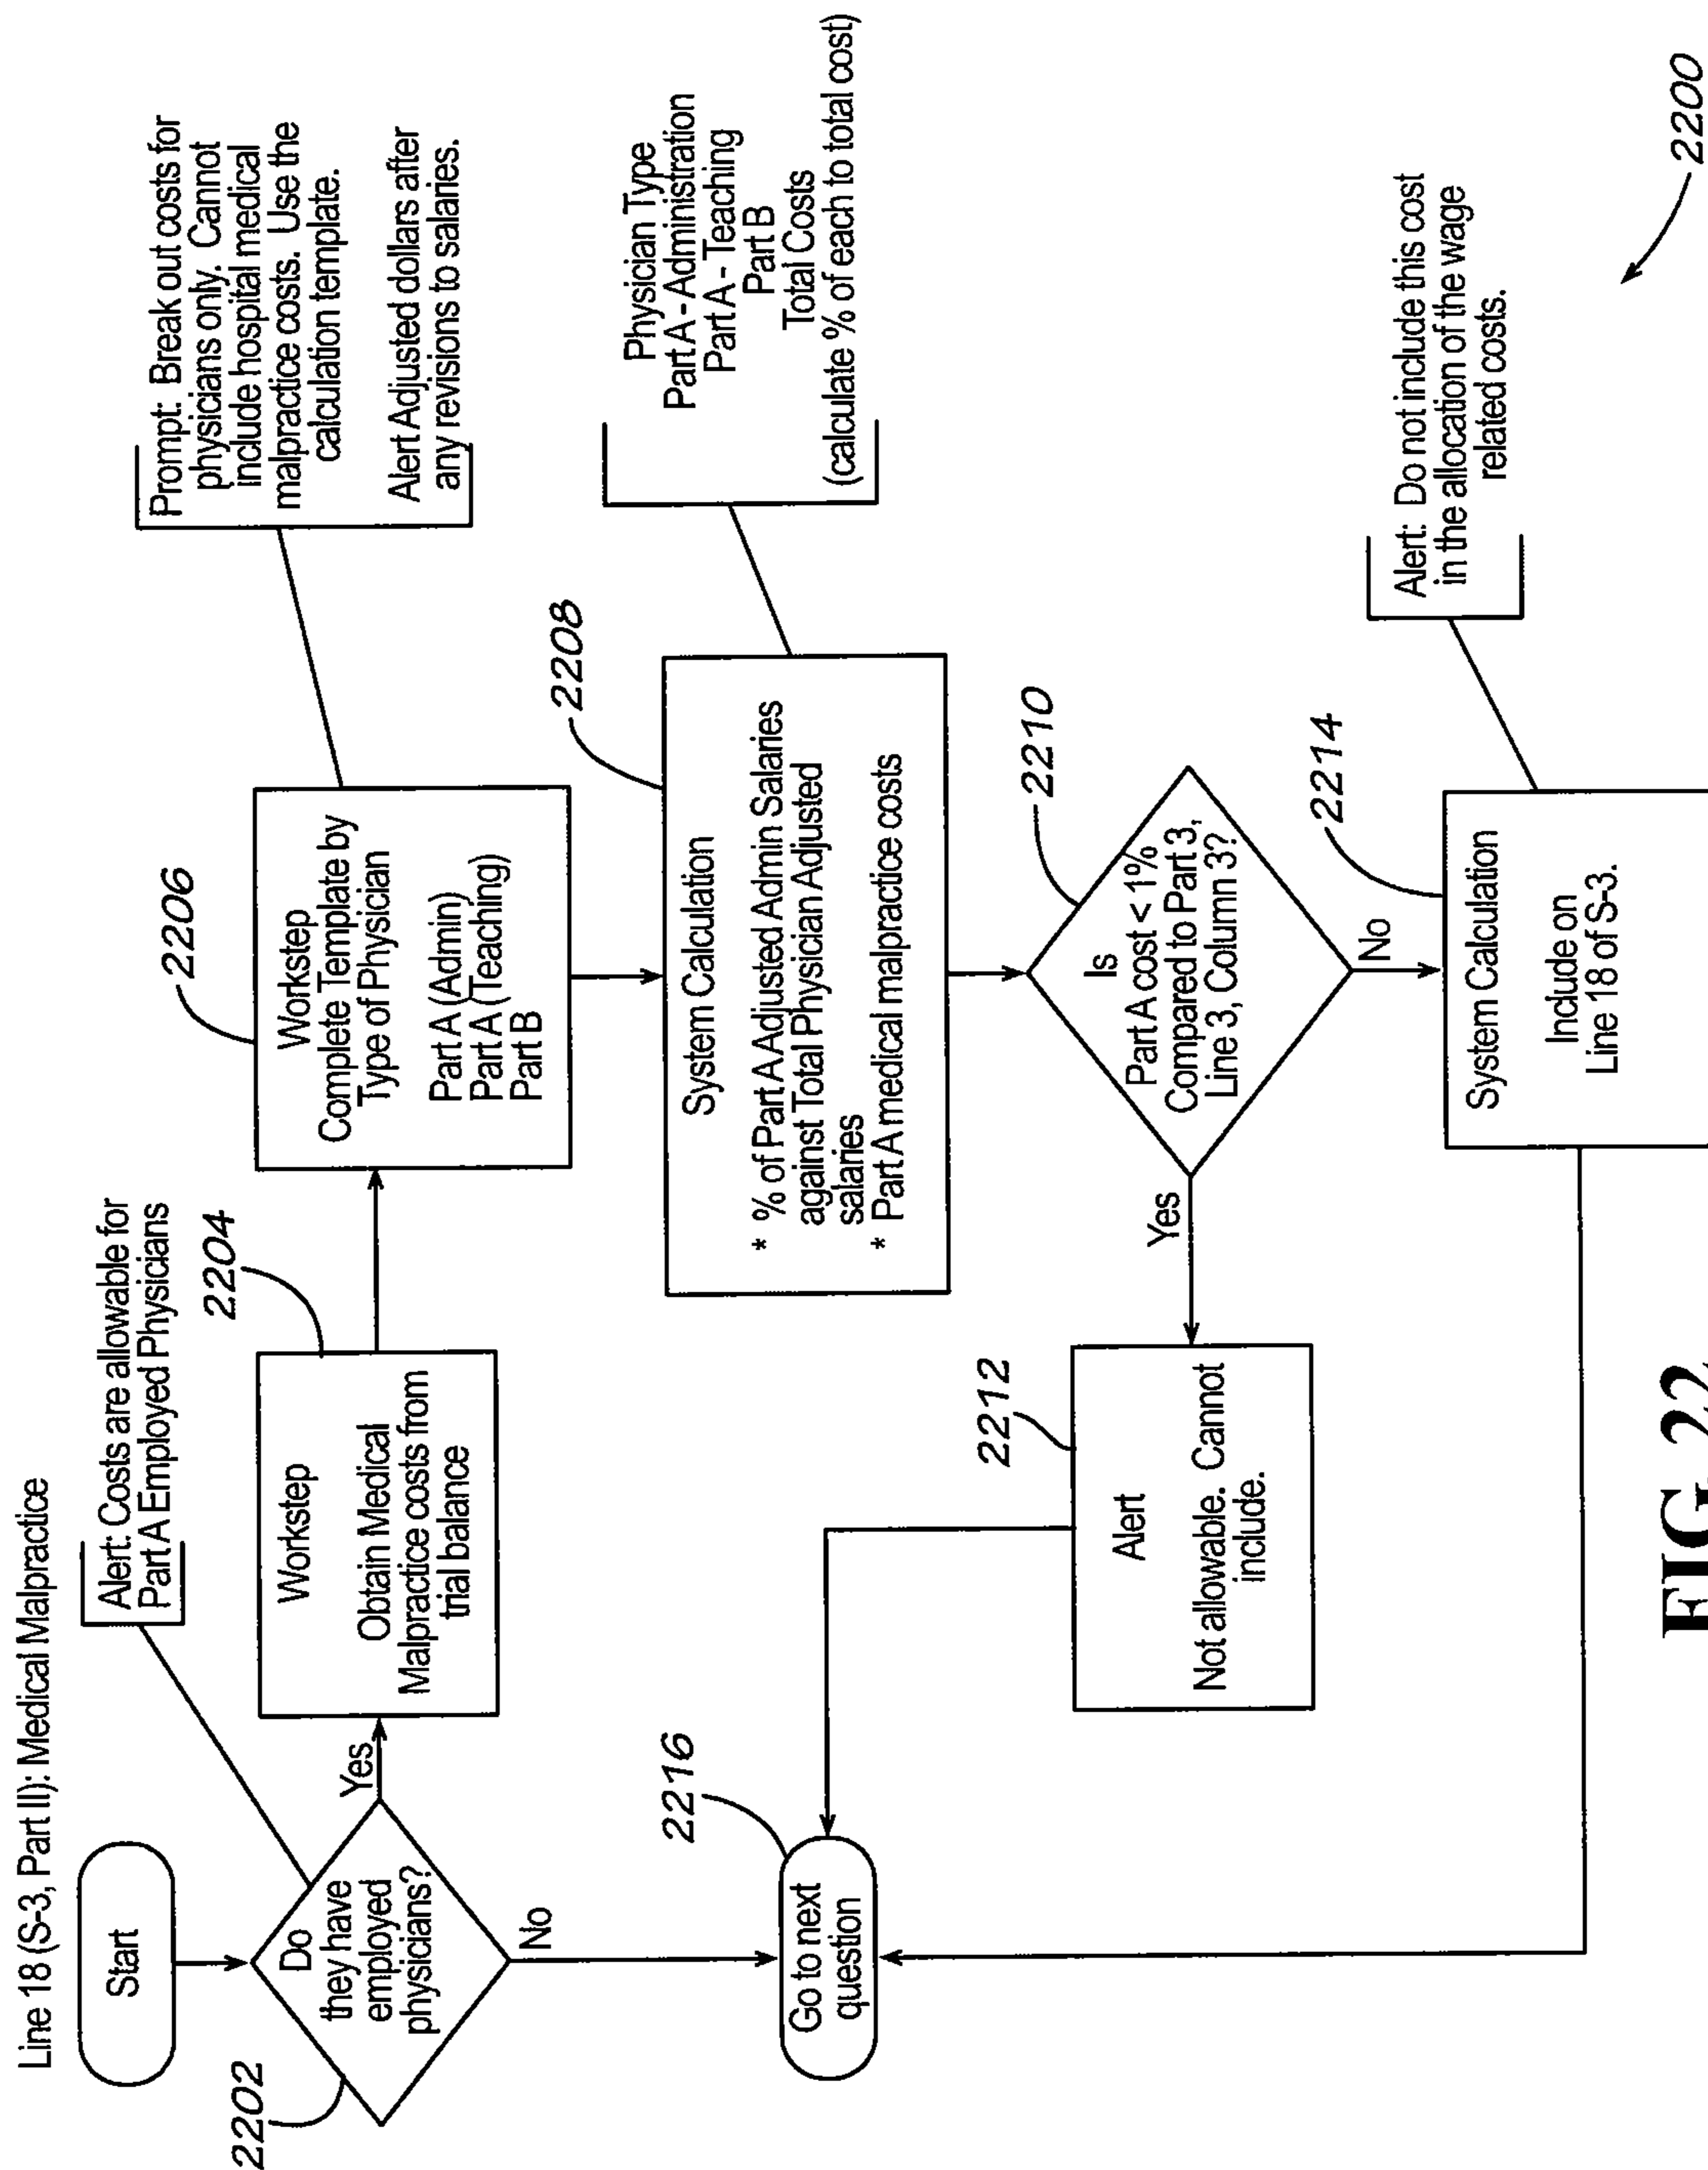 Line 18 (S-3, Part II): Medical Malpractice
Start
Alert: Costs are allowable for
Part A Employed Physicians
2202
Do
they have
employed
physicians?
Yes
No
2204
Workstep
Obtain Medical
Malpractice costs from
trial balance
2206
Workstep
Complete Template by
Type of Physician
Part A (Admin)
Part A (Teaching)
Part B
Prompt: Break out costs for
physicians only. Cannot
include hospital medical
malpractice costs. Use the
calculation template.
Alert Adjusted dollars after
any revisions to salaries.
2208
System Calculation
* % of Part A Adjusted Admin Salaries
against Total Physician Adjusted
salaries
* Part A medical malpractice costs
Physician Type
Part A - Administration
Part A - Teaching
Part B
Total Costs
(calculate % of each to total cost)
2210
Is
Part A cost < 1%
Compared to Part 3,
Line 3, Column 3?
Yes
No
2212
Alert
Not allowable. Cannot
include.
2214
System Calculation
Include on
Line 18 of S-3.
Alert: Do not include this cost
in the allocation of the wage
related costs.
2216
Go to next
question
2200
FIG. 22